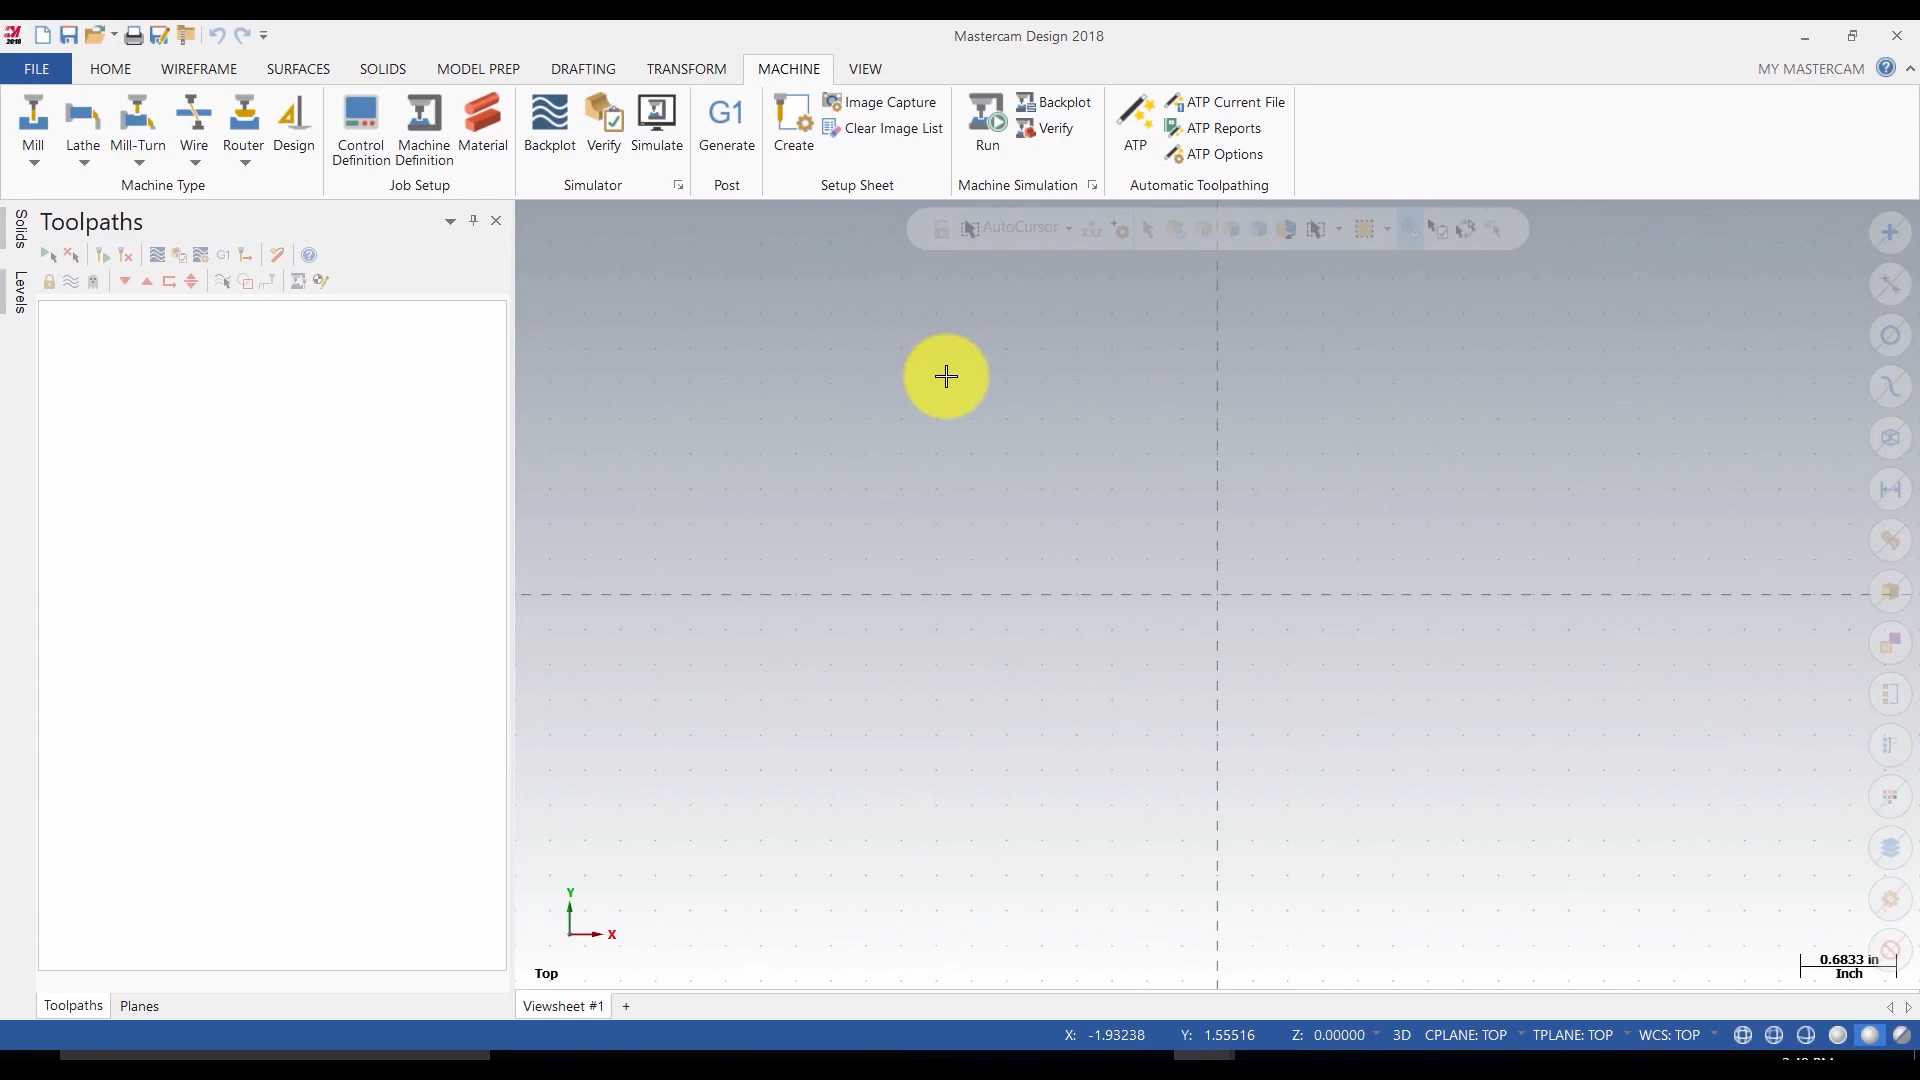 2018
Mastercam Design 2018
FILE HOME WIREFRAME SURFACES SOLIDS MODEL PREP DRAFTING TRANSFORM MACHINE VIEW MY MASTERCAM
Mill Lathe Mill-Turn Wire Router Design
Machine Type
Control Definition Machine Definition Material
Job Setup
Backplot Verify Simulate
Simulator
G1
Generate
Post
Create
Image Capture
Clear Image List
Setup Sheet
Run
Backplot
Verify
Machine Simulation
ATP
ATP Current File
ATP Reports
ATP Options
Automatic Toolpathing
Solids
Levels
Toolpaths
G1
AutoCursor
XYZ
Y
X
Top
0.6833 in
Inch
Toolpaths Planes
Viewsheet #1 +
X: -1.93238 Y: 1.55516 Z: 0.00000 3D CPLANE: TOP TPLANE: TOP WCS: TOP